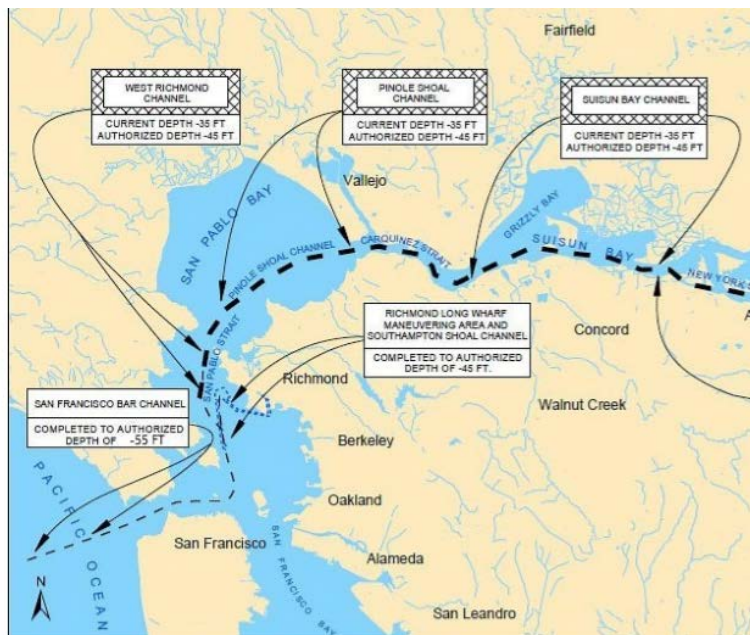 Fairfield
WEST RICHMOND
CHANNEL
CURRENT DEPTH -35 FT
AUTHORIZED DEPTH -45 FT
PINOLE SHOAL
CHANNEL
CURRENT DEPTH -35 FT
AUTHORIZED DEPTH -45 FT
SUISUN BAY CHANNEL
CURRENT DEPTH -35 FT
AUTHORIZED DEPTH -45 FT
Vallejo
SAN PABLO BAY
PINOLE SHOAL CHANNEL
CARQUINEZ STRAIT
GRIZZLY BAY
SUISUN BAY
NEW YORK
SAN PABLO STRAIT
RICHMOND LONG WHARF
MANEUVERING AREA AND
SOUTHAMPTON SHOAL CHANNEL
COMPLETED TO AUTHORIZED
DEPTH OF -45 FT.
Concord
Richmond
Walnut Creek
SAN FRANCISCO BAR CHANNEL
COMPLETED TO AUTHORIZED
DEPTH OF -55 FT
Berkeley
Oakland
PACIFIC OCEAN
San Francisco
SAN FRANCISCO BAY
Alameda
N
San Leandro